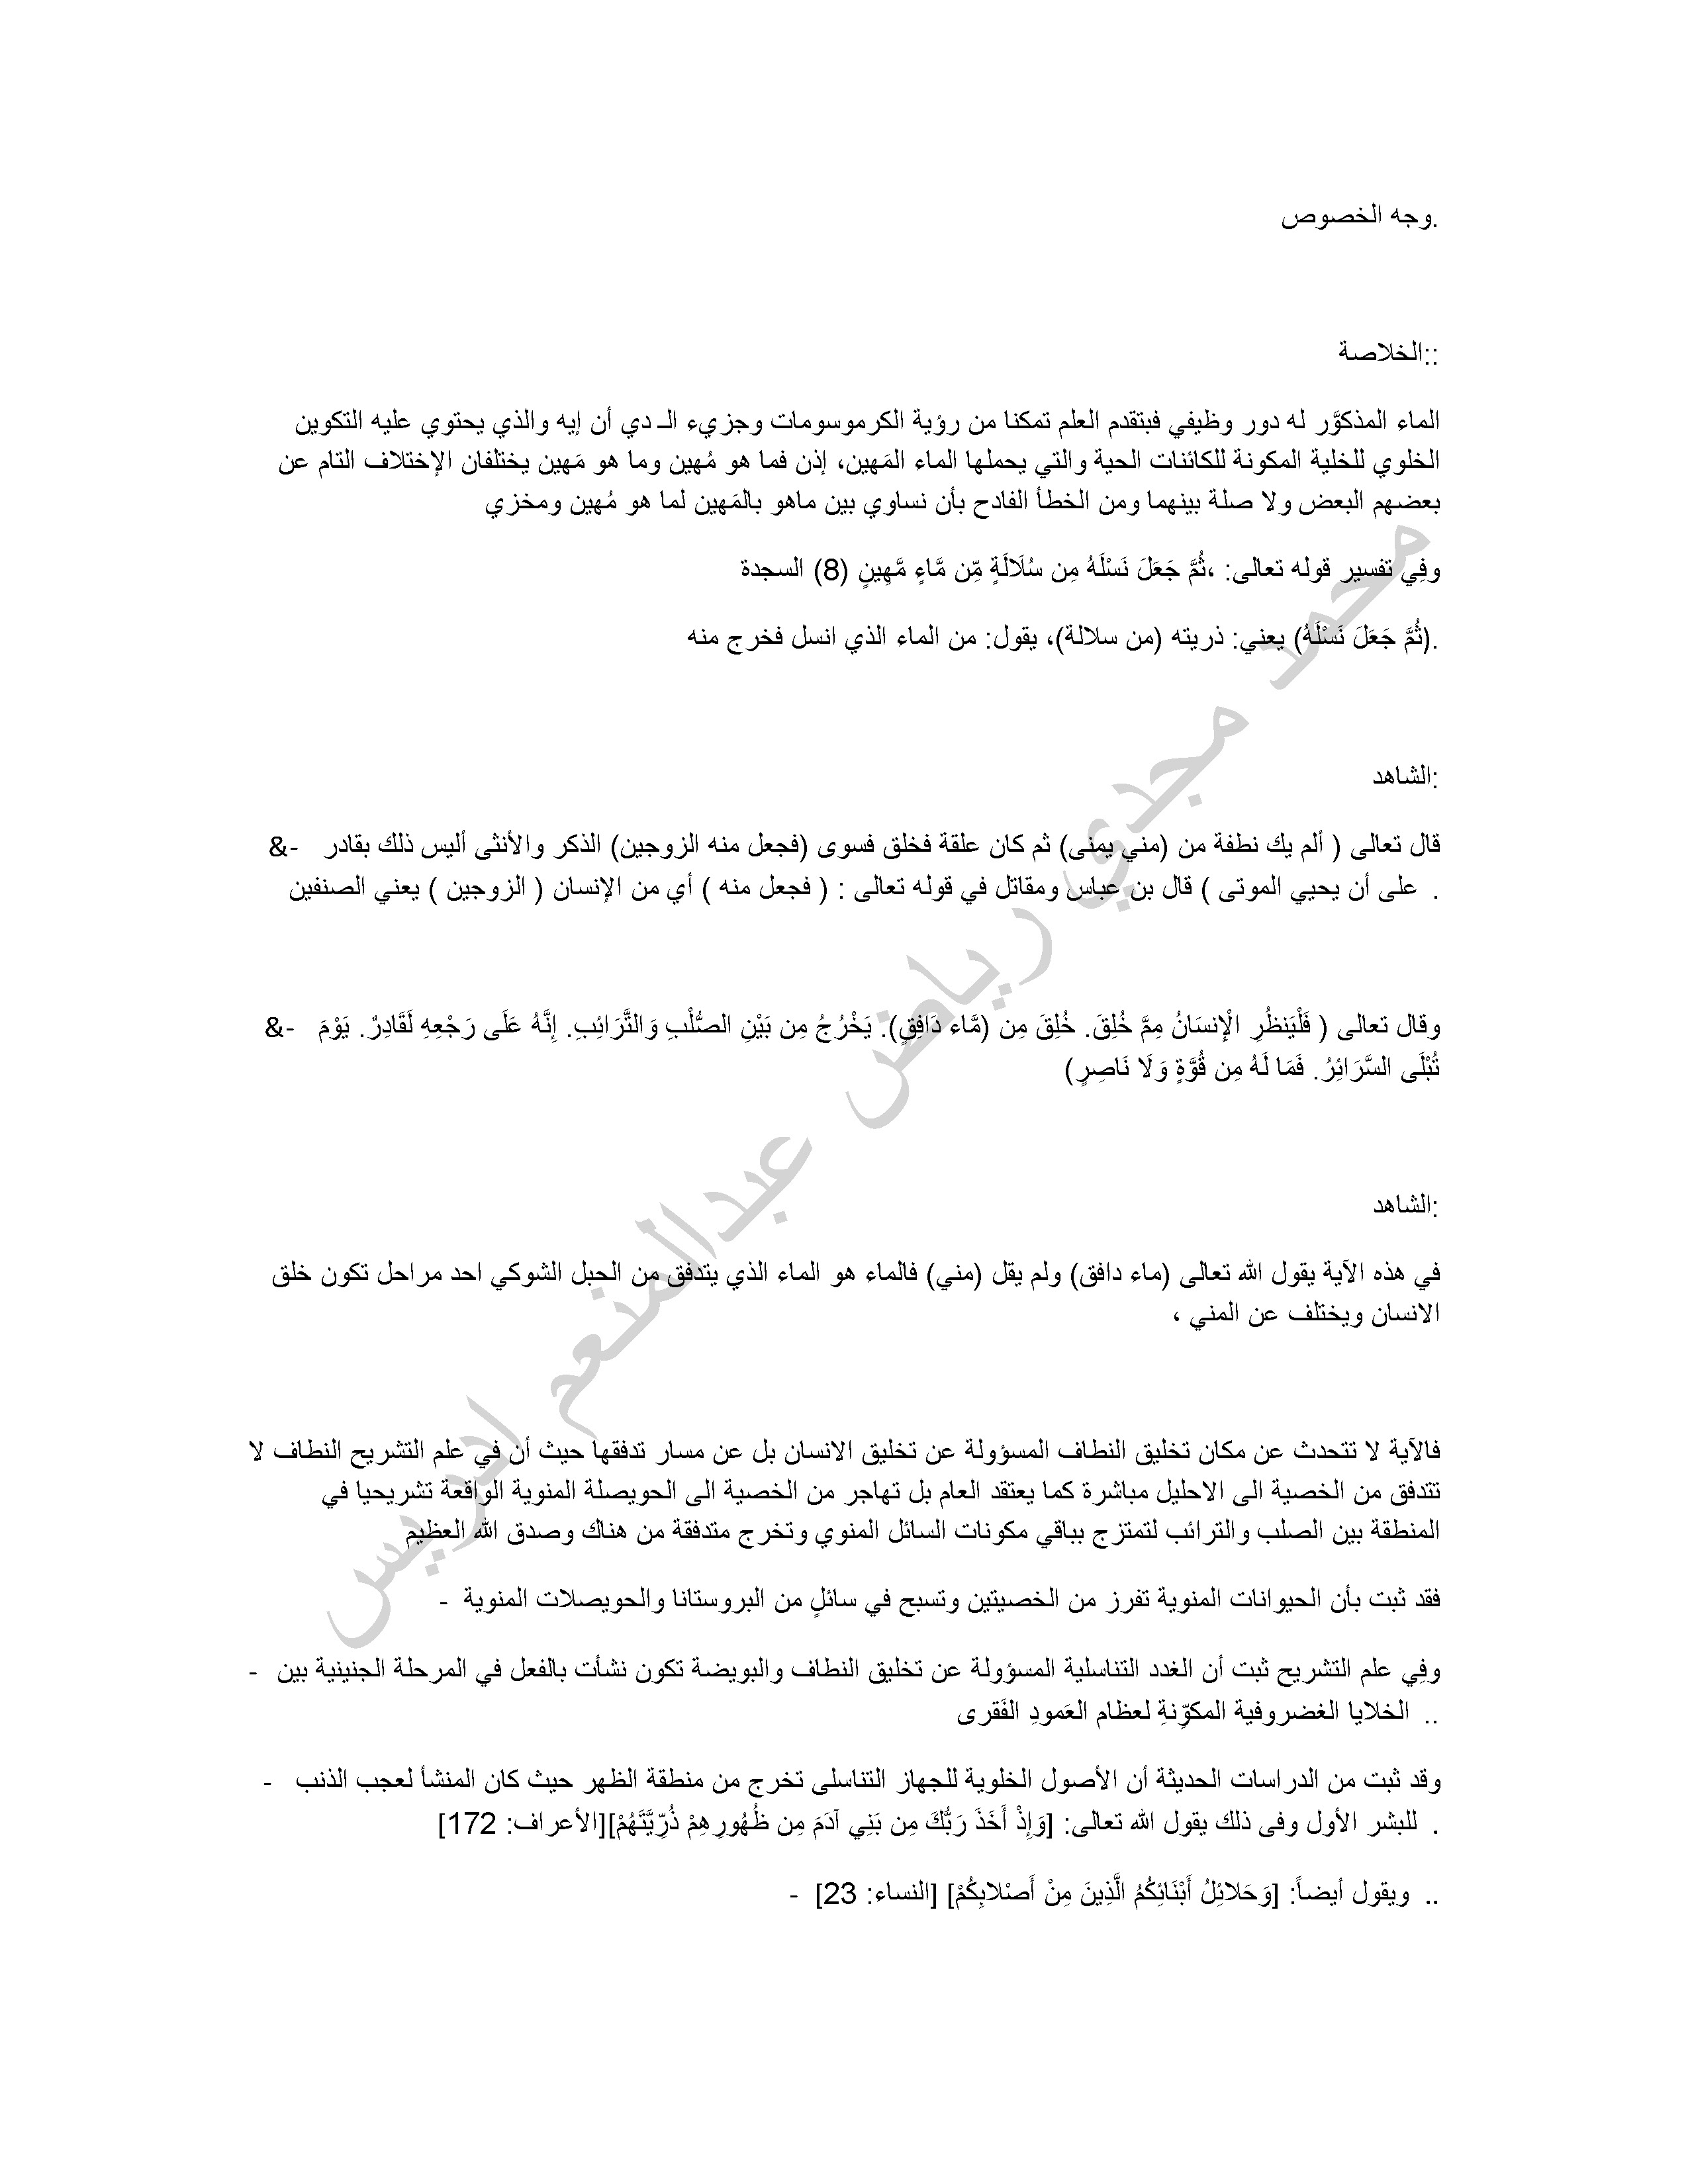 وجه الخصوص.
الخلاصة::
الماء المذكوَّر له دور وظيفي فبتقدم العلم تمكنا من رؤية الكرموسومات وجزيء الـ دي أن إيه والذي يحتوي عليه التكوين
الخلوي للخلية المكونة للكائنات الحية والتي يحملها الماء المَهين، إذن فما هو مُهين وما هو مَهين يختلفان الإختلاف التام عن
بعضهم البعض ولا صلة بينهما ومن الخطأ الفادح بأن نساوي بين ماهو بالمَهين لما هو مُهين ومخزي
وفِي تفسير قوله تعالى: ،ثُمَّ جَعَلَ نَسْلَهُ مِن سُلَالَةٍ مِّن مَّاءٍ مَّهِينٍ (8) السجدة
(ثُمَّ جَعَلَ نَسْلَهُ) يعني: ذريته (من سلالة)، يقول: من الماء الذي انسل فخرج منه.
الشاهد:
قال تعالى ( ألم يك نطفة من (مني يمنى) ثم كان علقة فخلق فسوى (فجعل منه الزوجين) الذكر والأنثى أليس ذلك بقادر -&
على أن يحيي الموتى ) قال بن عباس ومقاتل في قوله تعالى : ( فجعل منه ) أي من الإنسان ( الزوجين ) يعني الصنفين .
وقال تعالى ( فَلْيَنظُرِ الْإِنسَانُ مِمَّ خُلِقَ. خُلِقَ مِن (مَّاء دَافِقٍ). يَخْرُجُ مِن بَيْنِ الصُّلْبِ وَالتَّرَائِبِ. إِنَّهُ عَلَى رَجْعِهِ لَقَادِرٌ. يَوْمَ -&
تُبْلَى السَّرَائِرُ. فَمَا لَهُ مِن قُوَّةٍ وَلَا نَاصِرٍ)
الشاهد:
في هذه الآية يقول الله تعالى (ماء دافق) ولم يقل (مني) فالماء هو الماء الذي يتدفق من الحبل الشوكي احد مراحل تكون خلق
الانسان ويختلف عن المني ،
فالآية لا تتحدث عن مكان تخليق النطاف المسؤولة عن تخليق الانسان بل عن مسار تدفقها حيث أن في علم التشريح النطاف لا
تتدفق من الخصية الى الاحليل مباشرة كما يعتقد العام بل تهاجر من الخصية الى الحويصلة المنوية الواقعة تشريحيا في
المنطقة بين الصلب والترائب لتمتزج بباقي مكونات السائل المنوي وتخرج متدفقة من هناك وصدق الله العظيم
فقد ثبت بأن الحيوانات المنوية تفرز من الخصيتين وتسبح في سائلٍ من البروستانا والحويصلات المنوية -
وفِي علم التشريح ثبت أن الغدد التناسلية المسؤولة عن تخليق النطاف والبويضة تكون نشأت بالفعل في المرحلة الجنينية بين -
الخلايا الغضروفية المكوِّنةِ لعظام العَمودِ الفَقرى ..
وقد ثبت من الدراسات الحديثة أن الأصول الخلوية للجهاز التناسلى تخرج من منطقة الظهر حيث كان المنشأ لعجب الذنب -
للبشر الأول وفى ذلك يقول الله تعالى: [وَإِذْ أَخَذَ رَبُّكَ مِن بَنِي آدَمَ مِن ظُهُورِهِمْ ذُرِّيَّتَهُمْ][الأعراف: 172] .
ويقول أيضاً: [وَحَلائِلُ أَبْنَائِكُمُ الَّذِينَ مِنْ أَصْلابِكُمْ] [النساء: 23] - ..
محمد مجدي رياض عبدالمنعم ادريس